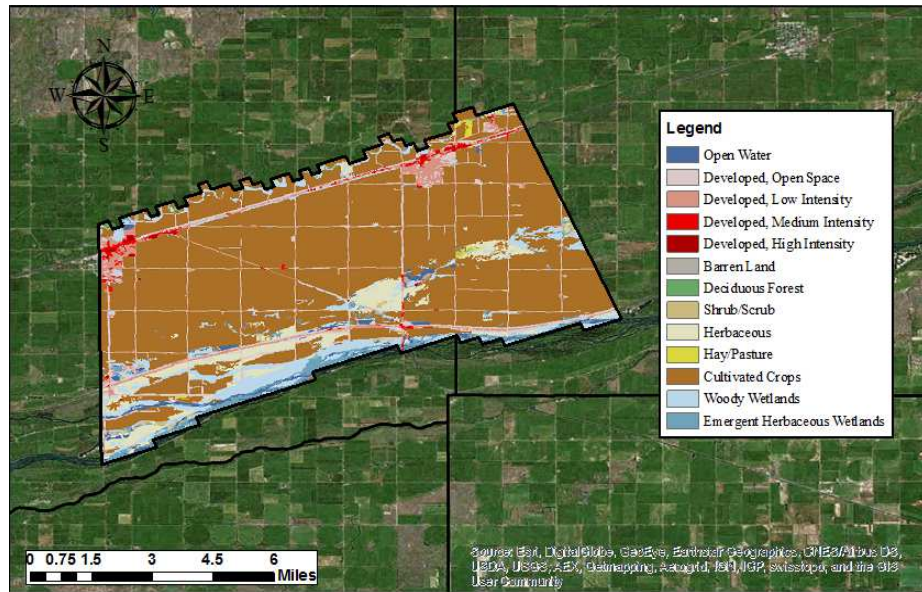 N
W E
S
Legend
Open Water
Developed, Open Space
Developed, Low Intensity
Developed, Medium Intensity
Developed, High Intensity
Barren Land
Deciduous Forest
Shrub/Scrub
Herbaceous
Hay/Pasture
Cultivated Crops
Woody Wetlands
Emergent Herbaceous Wetlands
0 0.75 1.5 3 4.5 6
Miles
Source: Esri, DigitalGlobe, GeoEye, Earthstar Geographics, CNES/Airbus DS,
USDA, USGS, AEX, Getmapping, Aerogrid, IGN, IGP, swisstopo, and the GIS
User Community